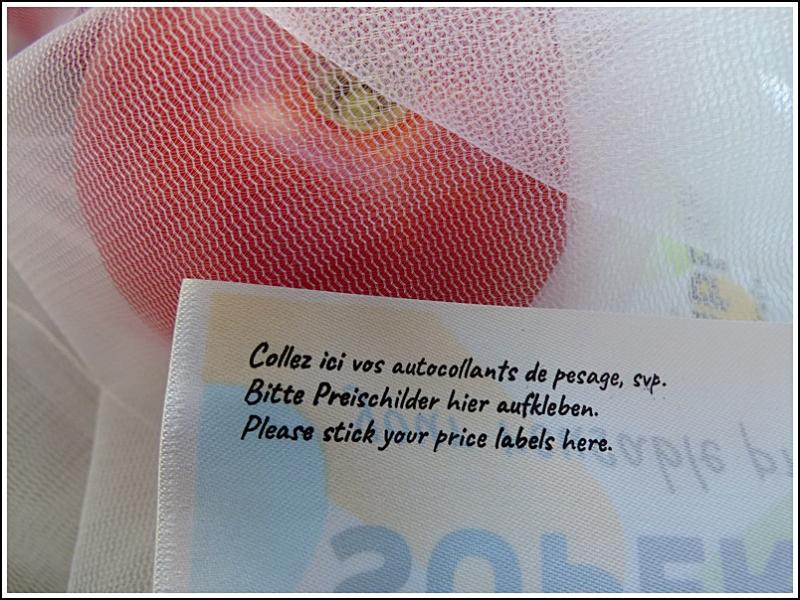 Collez ici vos autocollants de pesage, svp.
Bitte Preischilder hier aufkleben.
Please stick your price labels here.